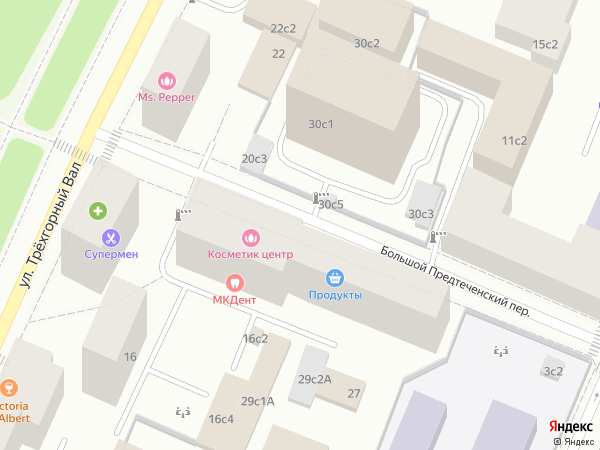 22с2
22
30с2
15с2
Ms. Pepper
30с1
11с2
20с3
30с5
30с3
ул. Трёхгорный Вал
Супермен
Косметик центр
Большой Предтеченский пер.
МКДент
Продукты
16
16с2
3с2
29с2А
27
29с1А
16с4
ctoria
Albert
Яндекс
© Яндекс